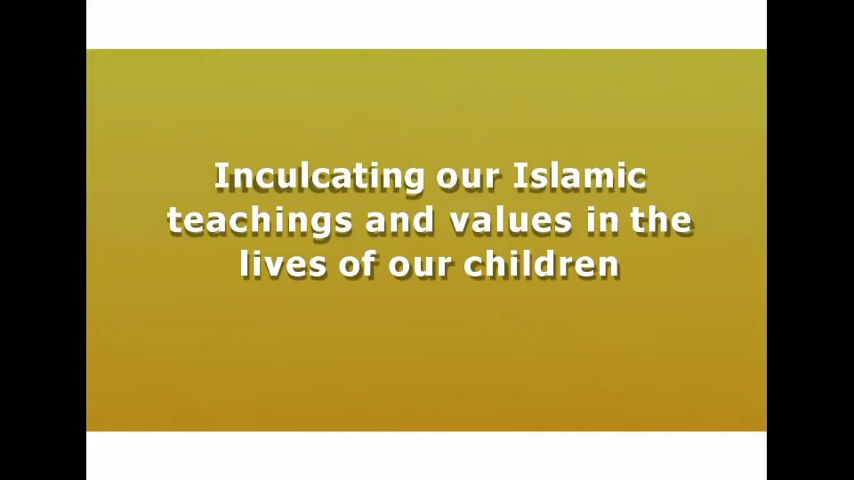 Inculcating our Islamic
teachings and values in the
lives of our children